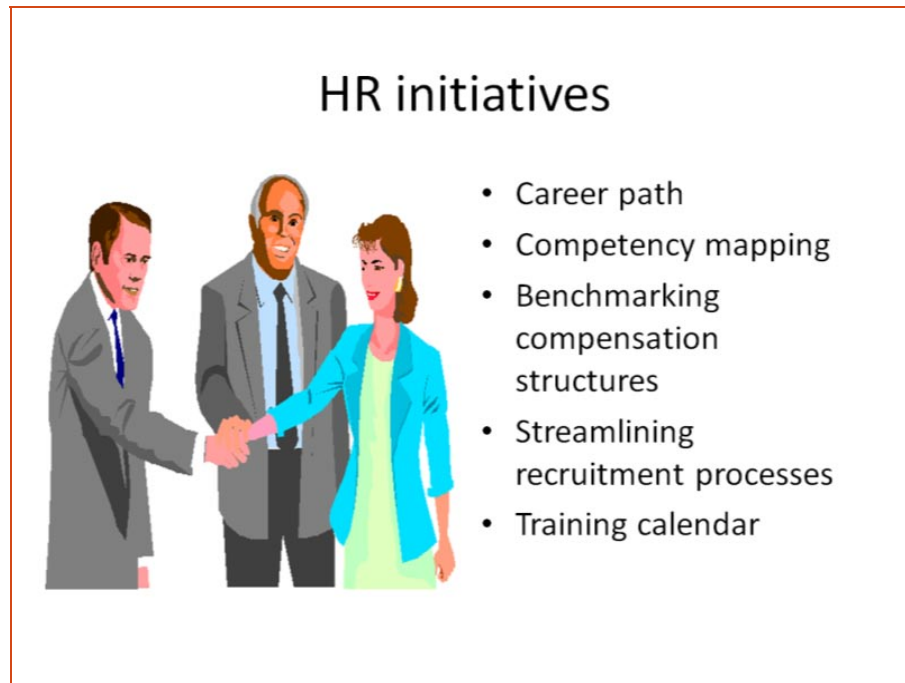 HR initiatives
• Career path
• Competency mapping
• Benchmarking
compensation
structures
• Streamlining
recruitment processes
• Training calendar